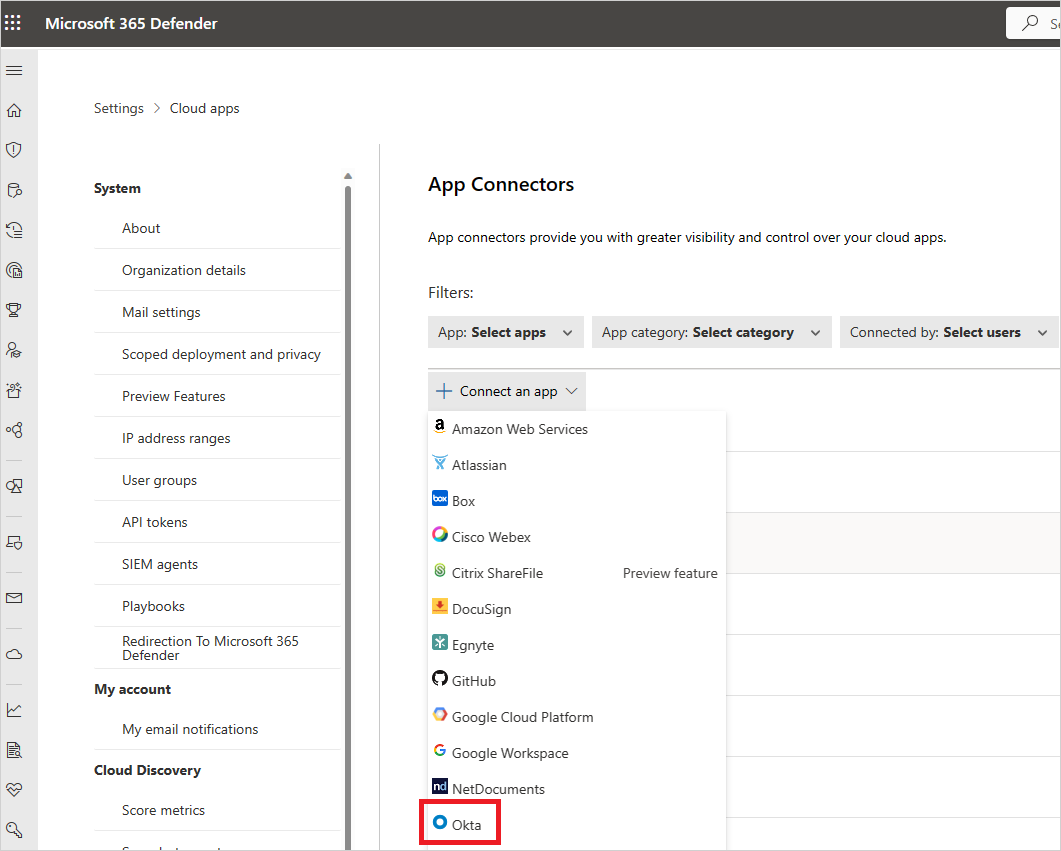 Microsoft 365 Defender
Settings > Cloud apps
System
About
Organization details
Mail settings
Scoped deployment and privacy
Preview Features
IP address ranges
User groups
API tokens
SIEM agents
Playbooks
Redirection To Microsoft 365
Defender
My account
My email notifications
Cloud Discovery
Score metrics
App Connectors
App connectors provide you with greater visibility and control over your cloud apps.
Filters:
App: Select apps
App category: Select category
Connected by: Select users
Connect an app
Amazon Web Services
Atlassian
box Box
Cisco Webex
Citrix ShareFile Preview feature
DocuSign
Egnyte
GitHub
Google Cloud Platform
Google Workspace
nd NetDocuments
Okta